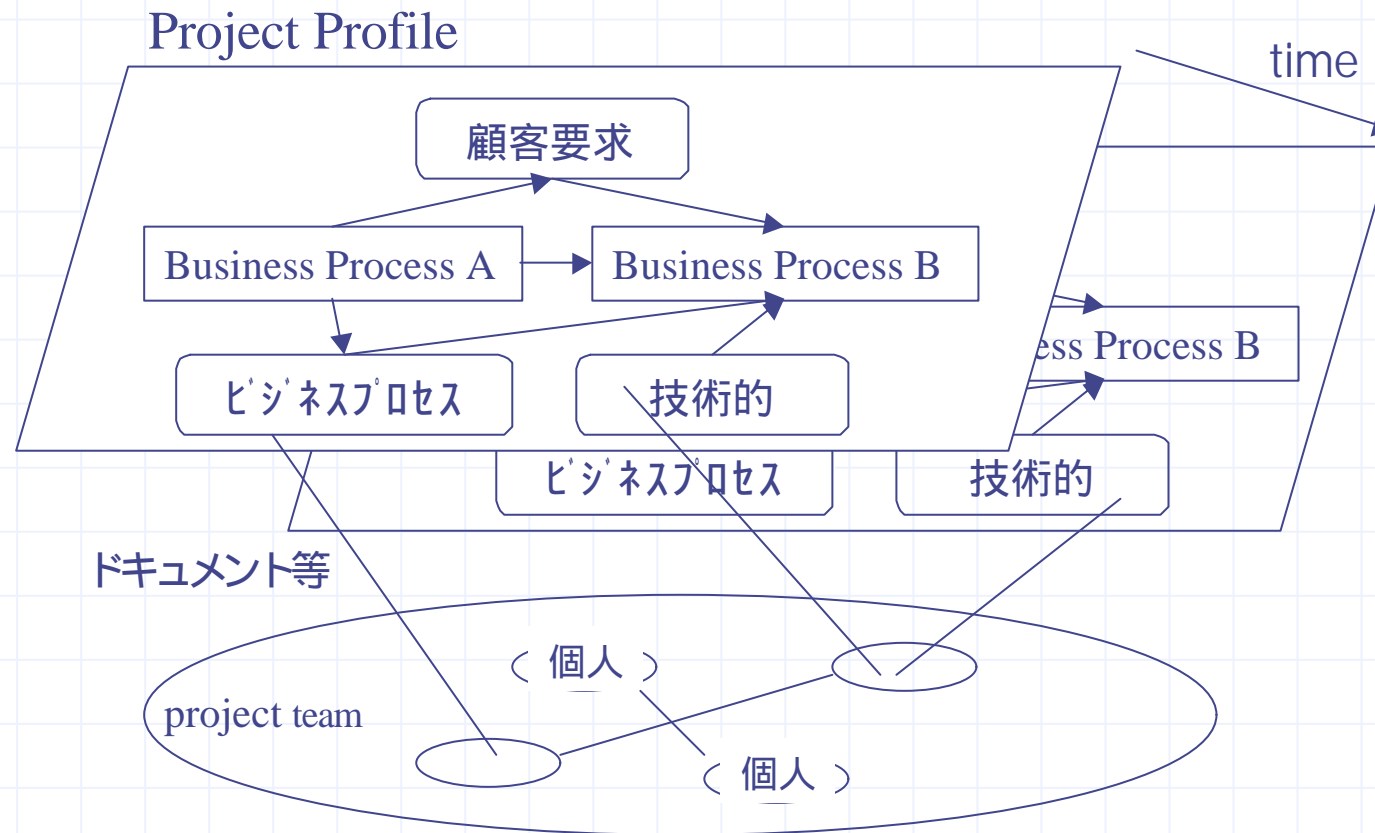 Project Profile
time
顧客要求
Business Process A
Business Process B
ess Process B
ﾋﾞｼﾞﾈｽﾌﾟﾛｾｽ
技術的
ﾋﾞｼﾞﾈｽﾌﾟﾛｾｽ
技術的
ドキュメント等
個人
project team
個人